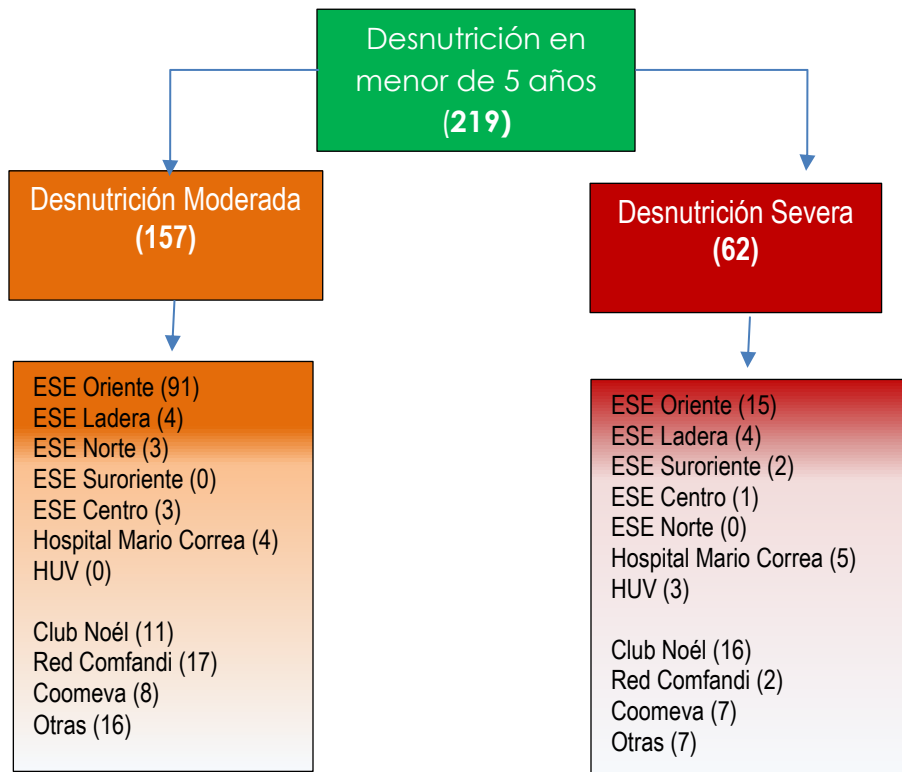 Desnutrición en
menor de 5 años
(219)
Desnutrición Moderada
(157)
Desnutrición Severa
(62)
ESE Oriente (91)
ESE Ladera (4)
ESE Norte (3)
ESE Suroriente (0)
ESE Centro (3)
Hospital Mario Correa (4)
HUV (0)
Club Noél (11)
Red Comfandi (17)
Coomeva (8)
Otras (16)
ESE Oriente (15)
ESE Ladera (4)
ESE Suroriente (2)
ESE Centro (1)
ESE Norte (0)
Hospital Mario Correa (5)
HUV (3)
Club Noél (16)
Red Comfandi (2)
Coomeva (7)
Otras (7)